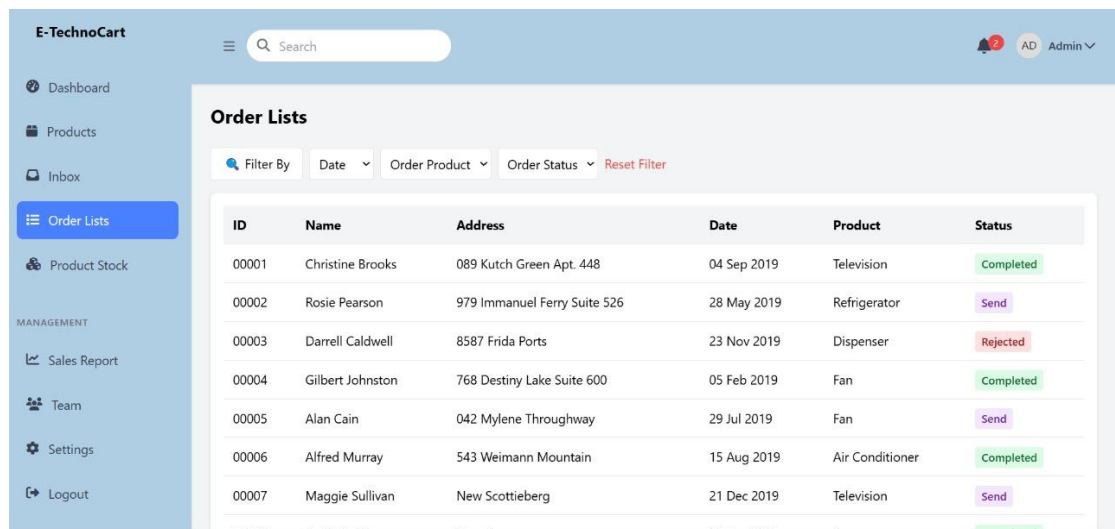 E-TechnoCart
Search
2
AD Admin
Dashboard
Products
Inbox
Order Lists
Product Stock
MANAGEMENT
Sales Report
Team
Settings
Logout
Order Lists
Filter By Date Order Product Order Status Reset Filter
ID Name Address Date Product Status
00001 Christine Brooks 089 Kutch Green Apt. 448 04 Sep 2019 Television Completed
00002 Rosie Pearson 979 Immanuel Ferry Suite 526 28 May 2019 Refrigerator Send
00003 Darrell Caldwell 8587 Frida Ports 23 Nov 2019 Dispenser Rejected
00004 Gilbert Johnston 768 Destiny Lake Suite 600 05 Feb 2019 Fan Completed
00005 Alan Cain 042 Mylene Throughway 29 Jul 2019 Fan Send
00006 Alfred Murray 543 Weimann Mountain 15 Aug 2019 Air Conditioner Completed
00007 Maggie Sullivan New Scottieberg 21 Dec 2019 Television Send